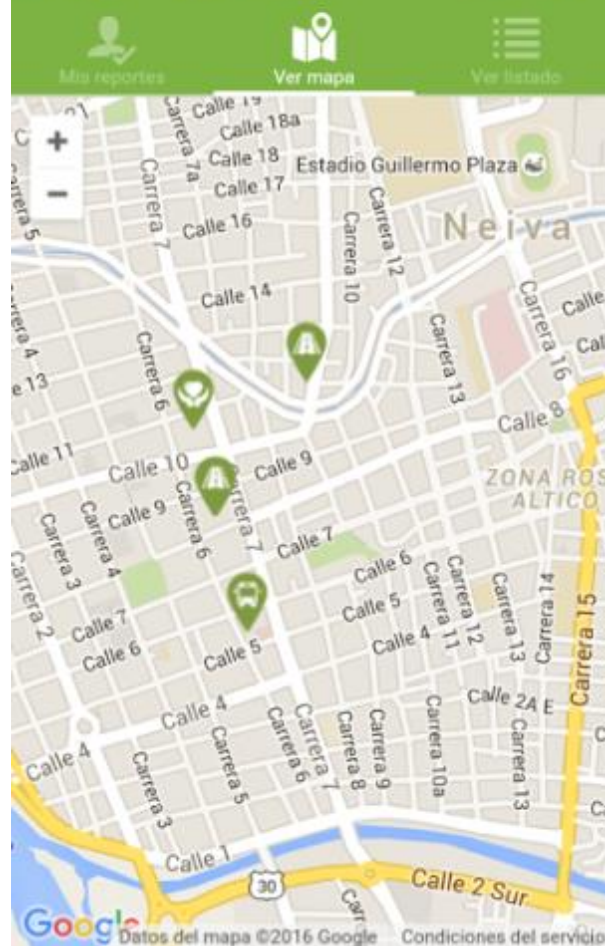 Mis reportes
Ver mapa
Ver listado
+
−
Calle 19
Calle 18a
Carrera 7a
Calle 18
Calle 17
Estadio Guillermo Plaza
Carrera 5
Carrera 7
Calle 16
Carrera 10
Carrera 12
Neiva
Calle 14
Carrera 16
Calle
Carrera 4
Carrera 6
Carrera 13
e 13
Calle 8
Calle 11
Calle 10
Calle 9
ZONA ROS
ALTICO
Calle 9
Carrera 3
Carrera 4
Carrera 6
Carrera 7
Calle 7
Carrera 2
Calle 6
Carrera 11
Carrera 12
Carrera 13
Carrera 14
Carrera 15
Calle 7
Calle 6
Calle 5
Calle 5
Calle 4
Calle 4
Calle 2A E
Calle 4
Carrera 3
Carrera 5
Carrera 6
Carrera 7
Carrera 8
Carrera 9
Carrera 10a
Carrera 13
Calle 1
30
Calle 2 Sur
Carr
Google
Datos del mapa ©2016 Google
Condiciones del servicio